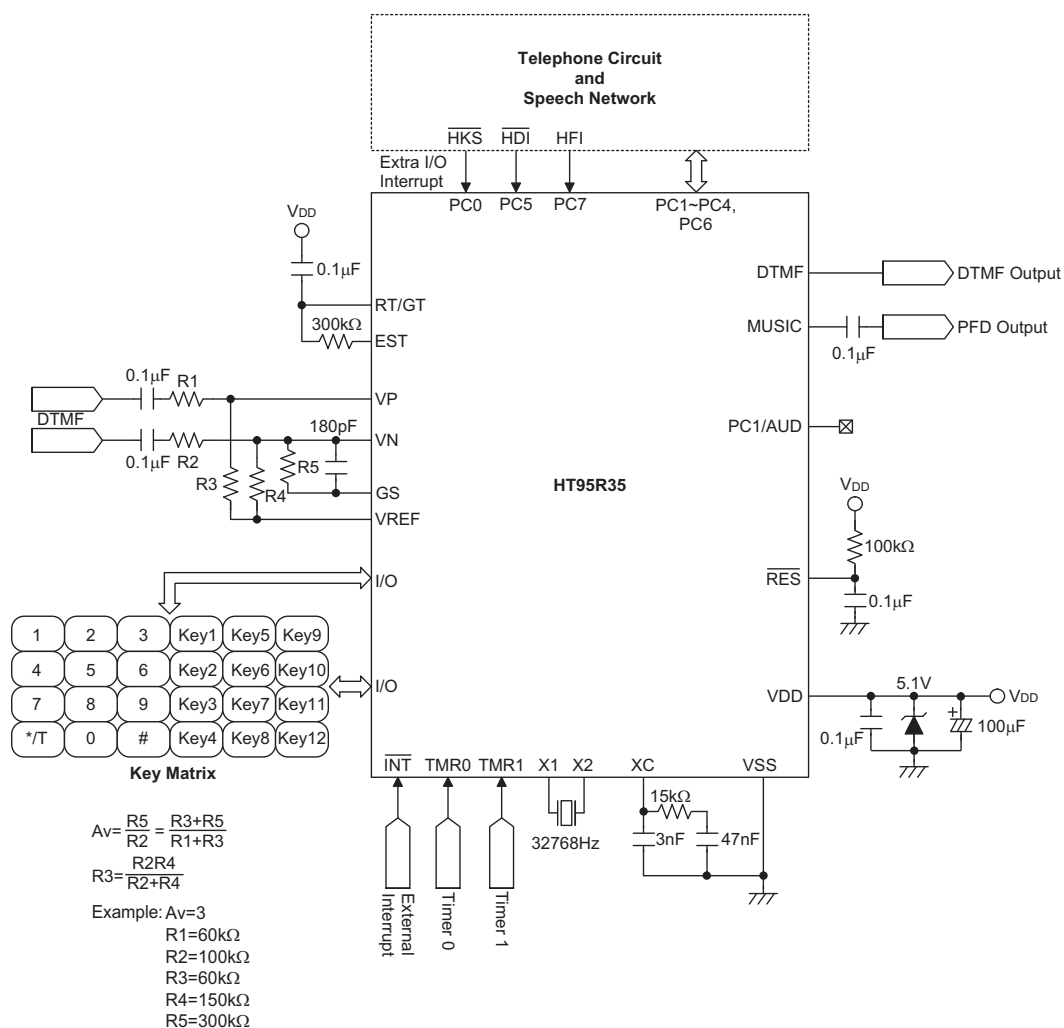 Telephone Circuit
and
Speech Network
HKS HDI HFI
Extra I/O
Interrupt
PC0 PC5 PC7 PC1~PC4,
PC6
VDD
0.1μF
RT/GT
300kΩ
EST
DTMF DTMF Output
MUSIC PFD Output
0.1μF
0.1μF R1
VP
DTMF
VN
0.1μF R2
180pF
R3 R4 R5
GS
VREF
PC1/AUD
HT95R35
VDD
100kΩ
RES
0.1μF
I/O
1 2 3 Key1 Key5 Key9
4 5 6 Key2 Key6 Key10
7 8 9 Key3 Key7 Key11
*/T 0 # Key4 Key8 Key12
Key Matrix
I/O
VDD 5.1V VDD
0.1μF + 100μF
INT TMR0 TMR1 X1 X2 XC VSS
32768Hz
15kΩ
3nF 47nF
External
Interrupt
Timer 0
Timer 1
Av=R5/R2=R3+R5/R1+R3
R3=R2R4/R2+R4
Example: Av=3
R1=60kΩ
R2=100kΩ
R3=60kΩ
R4=150kΩ
R5=300kΩ